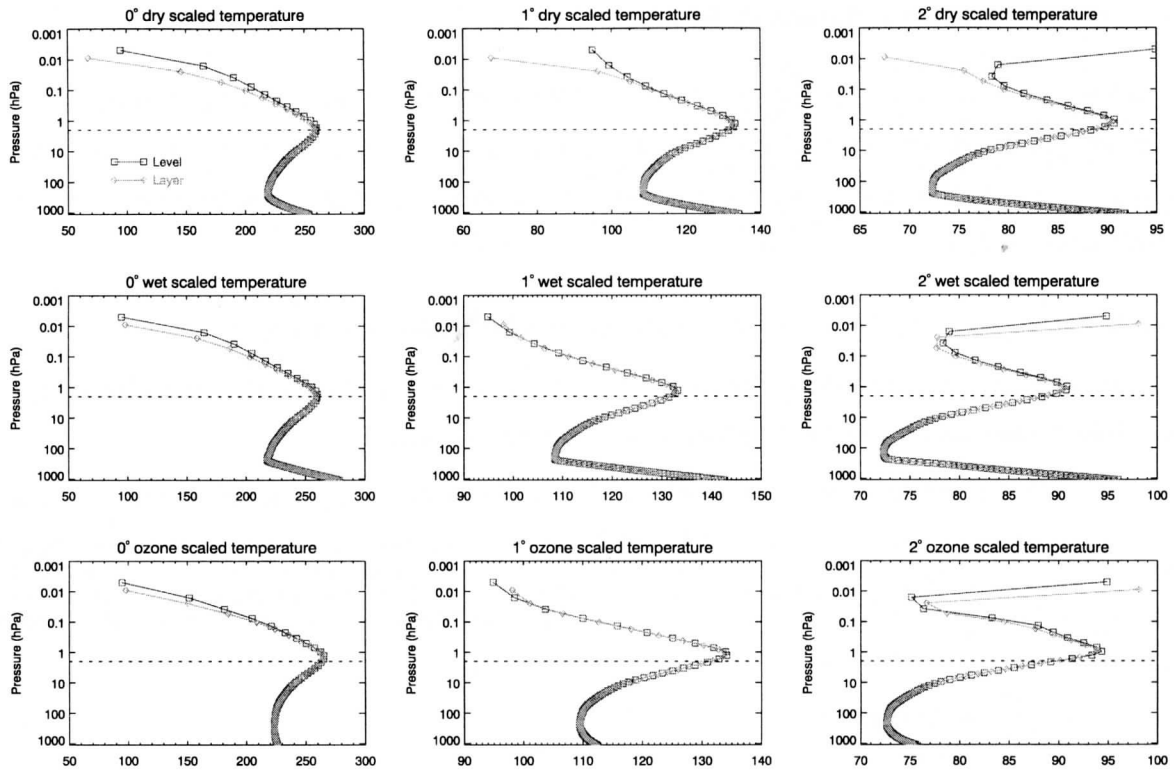 0° dry scaled temperature
0.001
0.01
0.1
1
10
100
1000
Pressure (hPa)
Level
Layer
50 100 150 200 250 300
1° dry scaled temperature
0.001
0.01
0.1
1
10
100
1000
Pressure (hPa)
60 80 100 120 140
2° dry scaled temperature
0.001
0.01
0.1
1
10
100
1000
Pressure (hPa)
65 70 75 80 85 90 95
0° wet scaled temperature
0.001
0.01
0.1
1
10
100
1000
Pressure (hPa)
50 100 150 200 250 300
1° wet scaled temperature
0.001
0.01
0.1
1
10
100
1000
Pressure (hPa)
90 100 110 120 130 140 150
2° wet scaled temperature
0.001
0.01
0.1
1
10
100
1000
Pressure (hPa)
70 75 80 85 90 95 100
0° ozone scaled temperature
0.001
0.01
0.1
1
10
100
1000
Pressure (hPa)
50 100 150 200 250 300
1° ozone scaled temperature
0.001
0.01
0.1
1
10
100
1000
Pressure (hPa)
90 100 110 120 130 140
2° ozone scaled temperature
0.001
0.01
0.1
1
10
100
1000
Pressure (hPa)
70 75 80 85 90 95 100